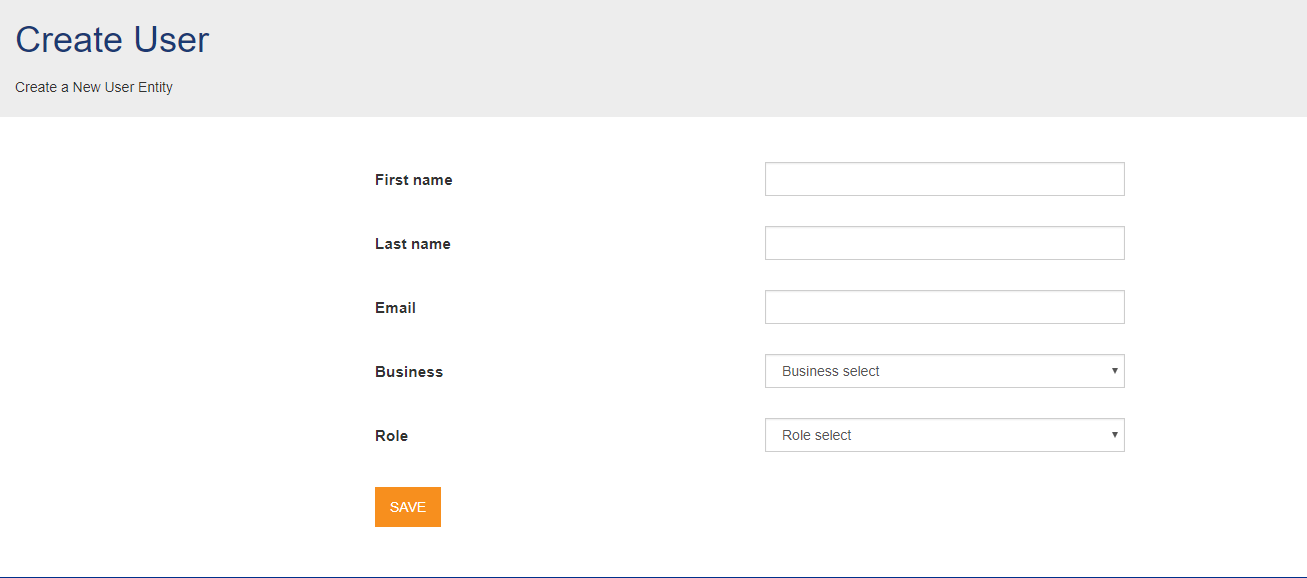 Create User
Create a New User Entity
First name
Last name
Email
Business
Business select
Role
Role select
SAVE